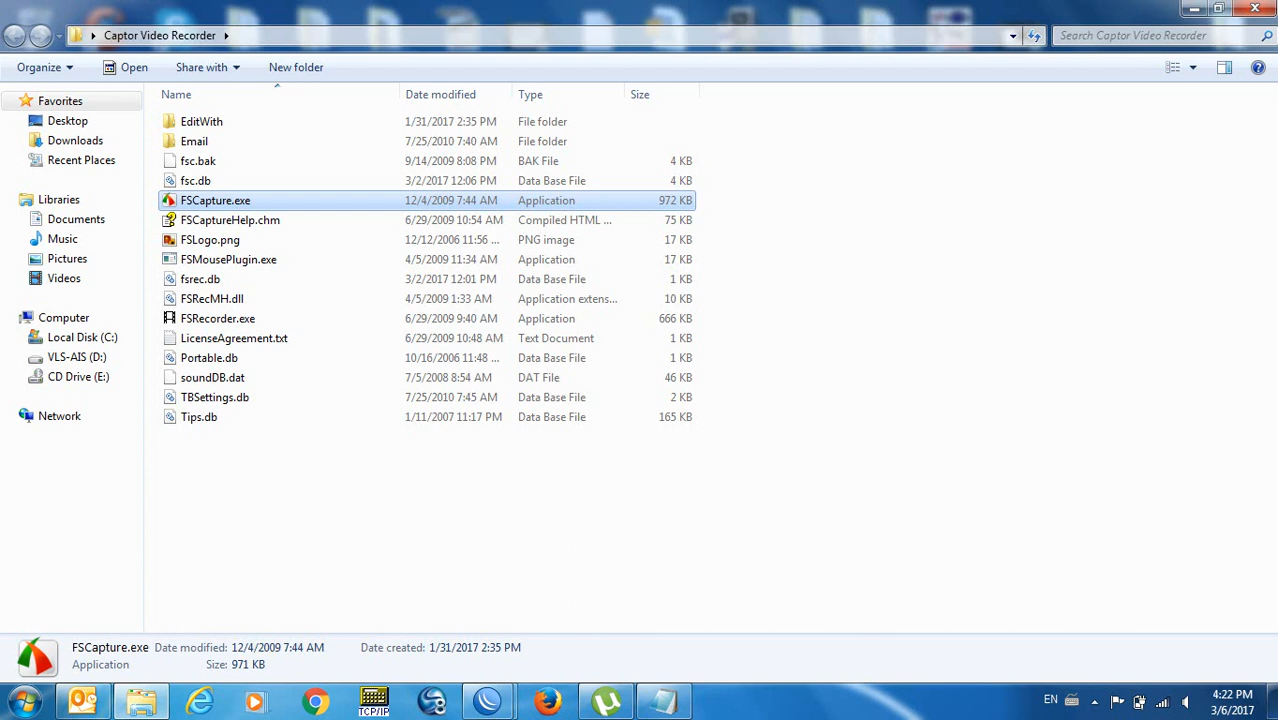 Captor Video Recorder
Search Captor Video Recorder
Organize Open Share with New folder
Name Date modified Type Size
Favorites
Desktop
Downloads
Recent Places
Libraries
Documents
Music
Pictures
Videos
Computer
Local Disk (C:)
VLS-AIS (D:)
CD Drive (E:)
Network
EditWith 1/31/2017 2:35 PM File folder
Email 7/25/2010 7:40 AM File folder
fsc.bak 9/14/2009 8:08 PM BAK File 4 KB
fsc.db 3/2/2017 12:06 PM Data Base File 4 KB
FSCapture.exe 12/4/2009 7:44 AM Application 972 KB
FSCaptureHelp.chm 6/29/2009 10:54 AM Compiled HTML ... 75 KB
FSLogo.png 12/12/2006 11:56 ... PNG image 17 KB
FSMousePlugin.exe 4/5/2009 11:34 AM Application 17 KB
fsrec.db 3/2/2017 12:01 PM Data Base File 1 KB
FSRecMH.dll 4/5/2009 1:33 AM Application extens... 10 KB
FSRecorder.exe 6/29/2009 9:40 AM Application 666 KB
LicenseAgreement.txt 6/29/2009 10:48 AM Text Document 1 KB
Portable.db 10/16/2006 11:48 ... Data Base File 1 KB
soundDB.dat 7/5/2008 8:54 AM DAT File 46 KB
TBSettings.db 7/25/2010 7:45 AM Data Base File 2 KB
Tips.db 1/11/2007 11:17 PM Data Base File 165 KB
FSCapture.exe Date modified: 12/4/2009 7:44 AM Date created: 1/31/2017 2:35 PM
Application Size: 971 KB
TCP/IP
EN
4:22 PM
3/6/2017